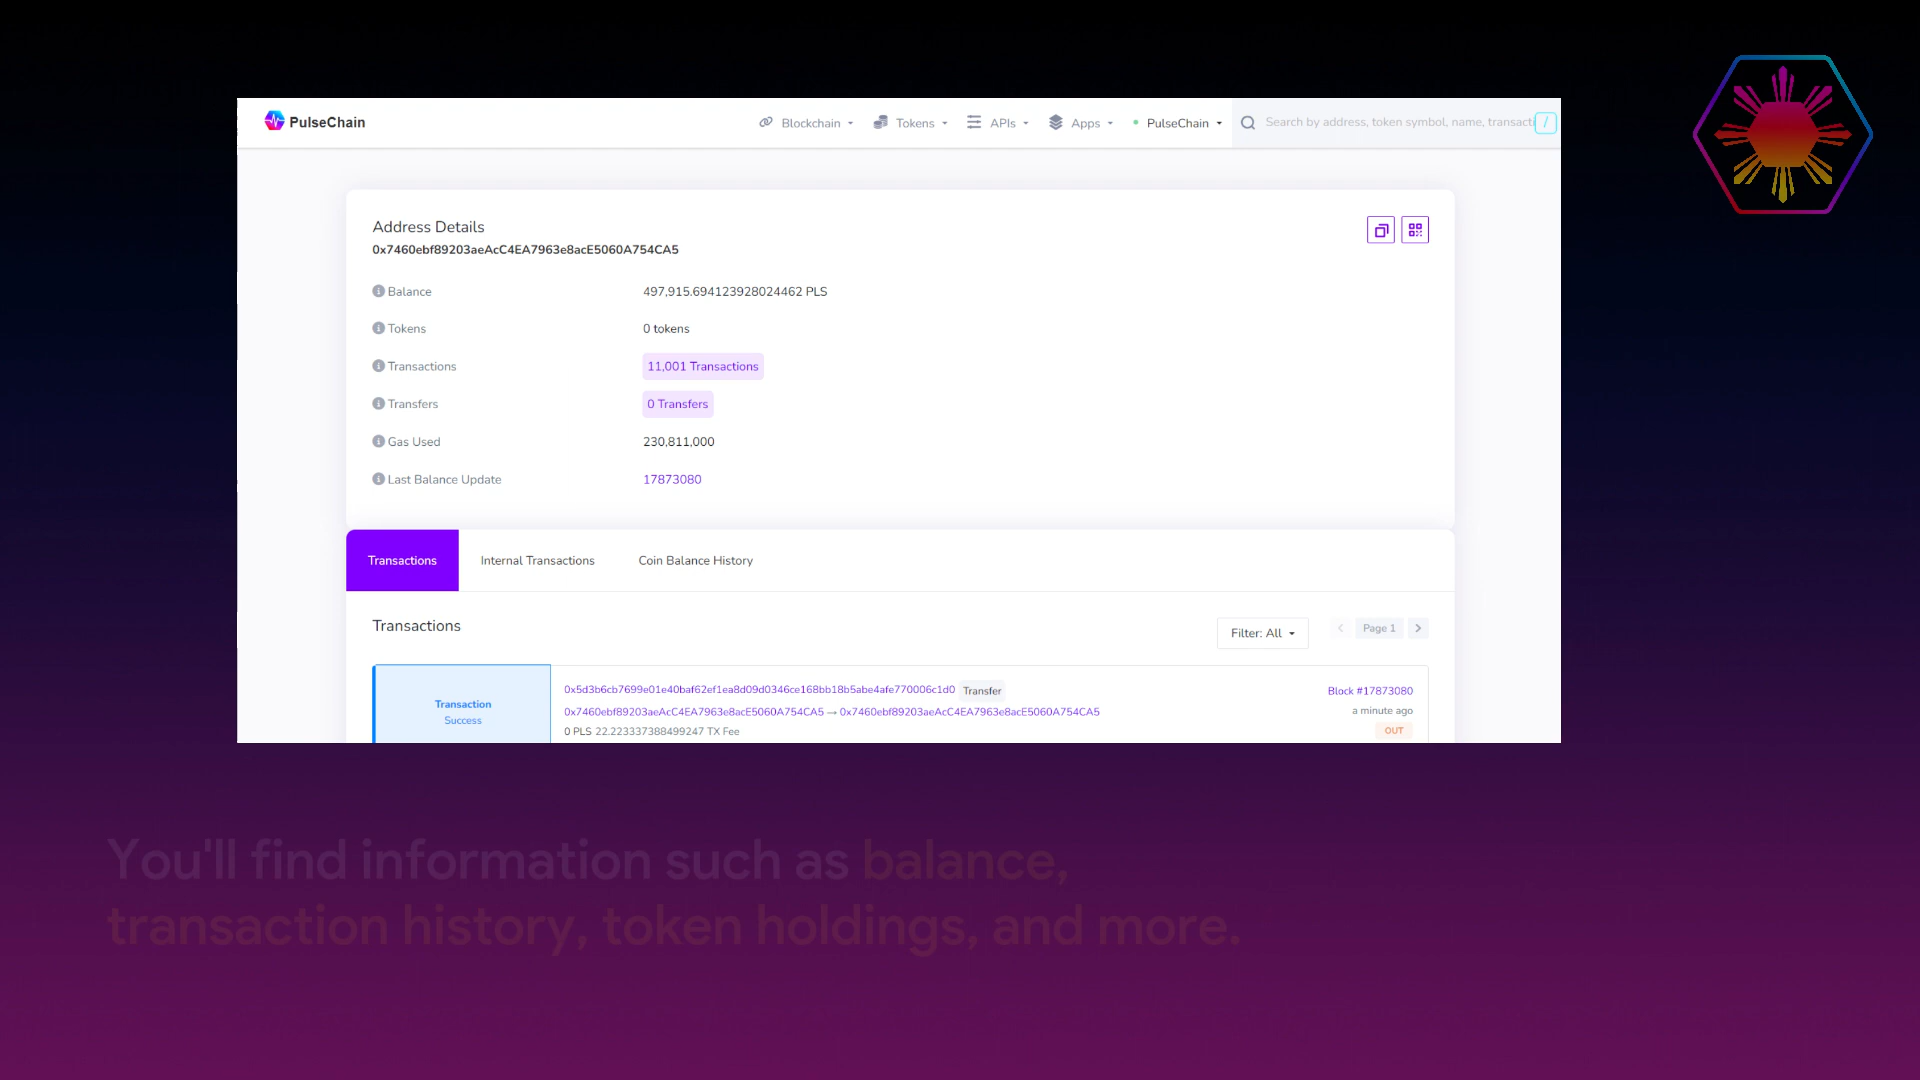 PulseChain
Blockchain
Tokens
APIs
Apps
PulseChain
Search by address, token symbol, name, transacti
/
Address Details
0x7460ebf89203aeAcC4EA7963e8acE5060A754CA5
Balance 497,915.694123928024462 PLS
Tokens 0 tokens
Transactions 11,001 Transactions
Transfers 0 Transfers
Gas Used 230,811,000
Last Balance Update 17873080
Transactions Internal Transactions Coin Balance History
Transactions
Filter: All
Page 1
Transaction
Success
0x5d3b6cb7699e01e40baf62ef1ea8d09d0346ce168bb18b5abe4afe770006c1d0 Transfer
0x7460ebf89203aeAcC4EA7963e8acE5060A754CA5 → 0x7460ebf89203aeAcC4EA7963e8acE5060A754CA5
0 PLS 22.223337388499247 TX Fee
Block #17873080
a minute ago
OUT
You'll find information such as balance,
transaction history, token holdings, and more.